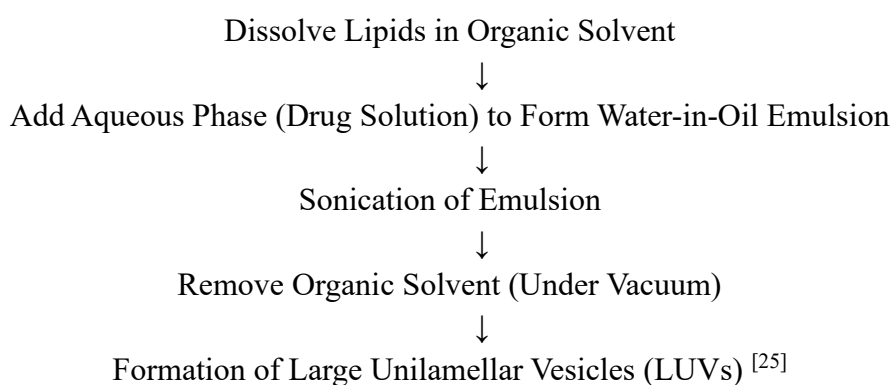 Dissolve Lipids in Organic Solvent
↓
Add Aqueous Phase (Drug Solution) to Form Water-in-Oil Emulsion
↓
Sonication of Emulsion
↓
Remove Organic Solvent (Under Vacuum)
↓
Formation of Large Unilamellar Vesicles (LUVs) [25]